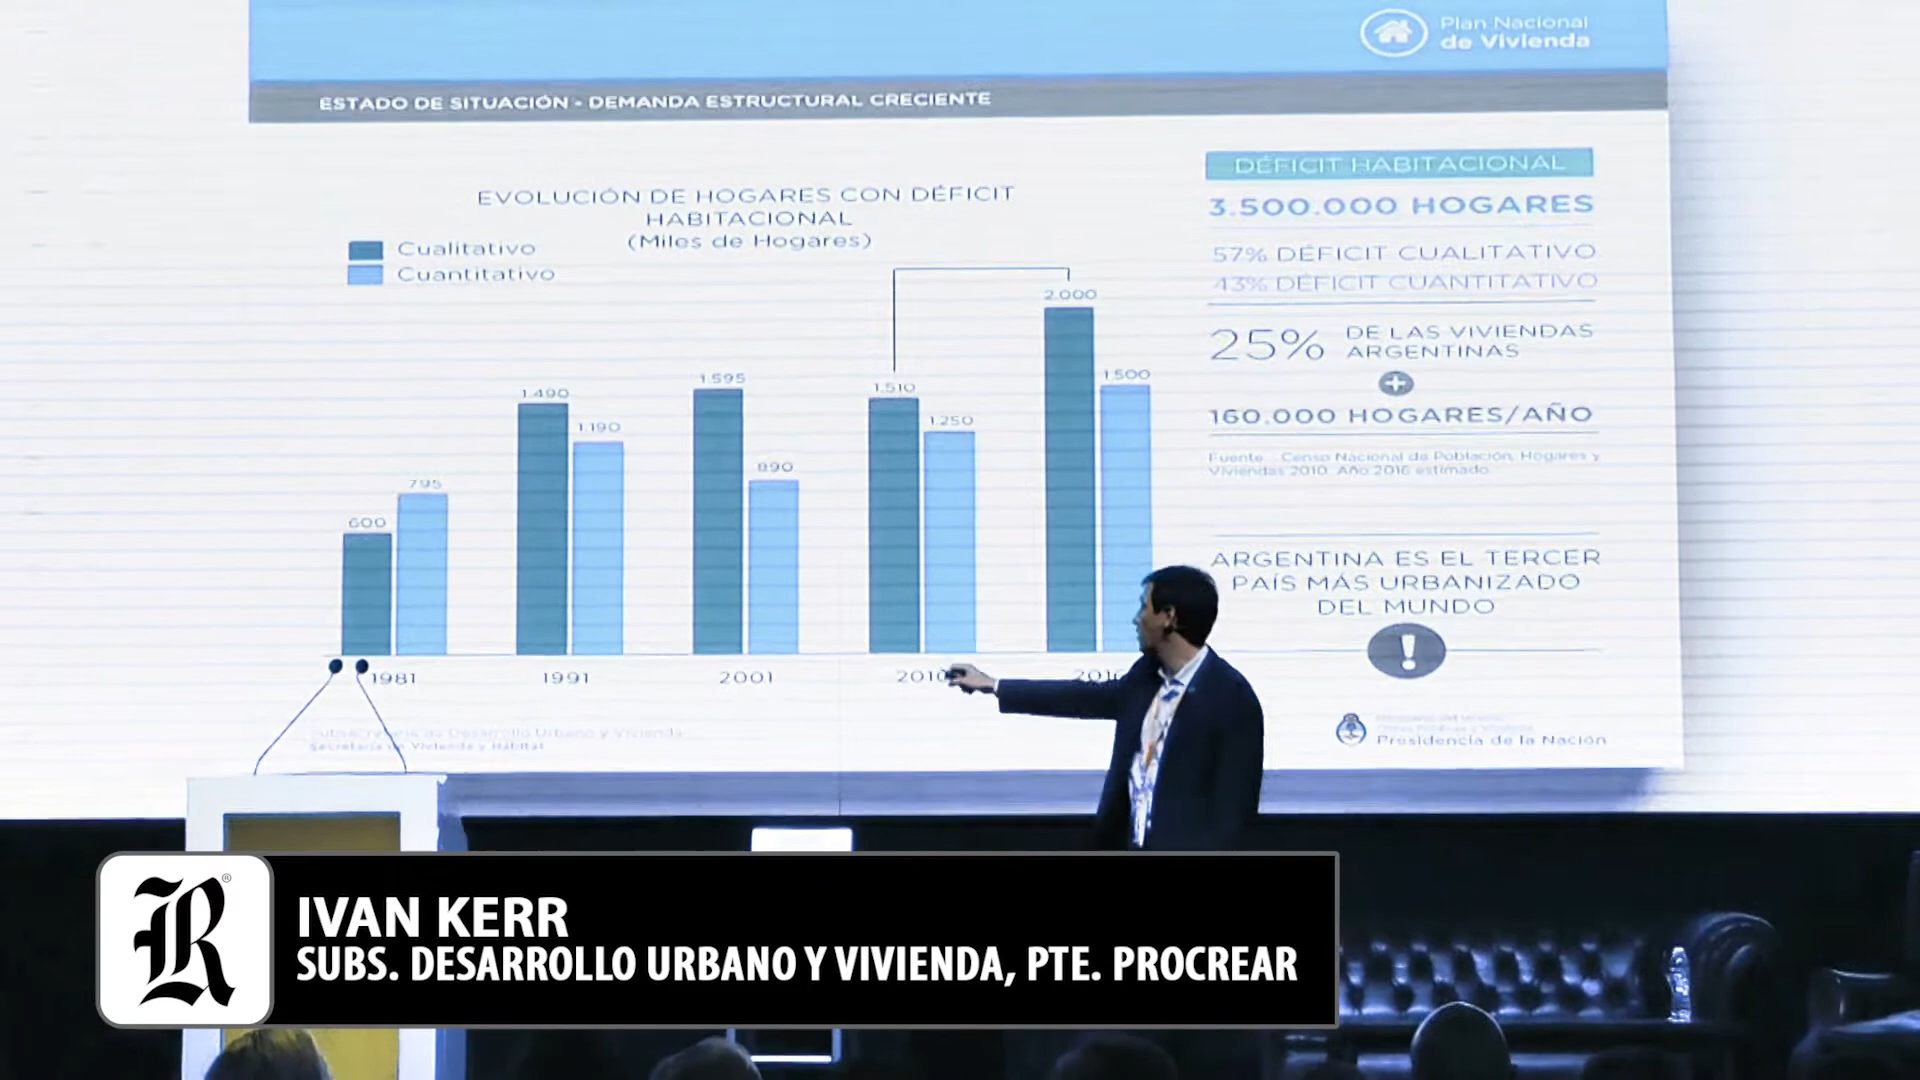 Plan Nacional
de Vivienda
ESTADO DE SITUACIÓN - DEMANDA ESTRUCTURAL CRECIENTE
EVOLUCIÓN DE HOGARES CON DÉFICIT
HABITACIONAL
(Miles de Hogares)
Cualitativo
Cuantitativo
600
795
1.490
1.190
1.595
890
1.510
1.250
2.000
1.500
1981
1991
2001
2010
201
Subsecretaría de Desarrollo Urbano y Vivienda
Secretaría de Vivienda y Hábitat
DÉFICIT HABITACIONAL
3.500.000 HOGARES
57% DÉFICIT CUALITATIVO
43% DÉFICIT CUANTITATIVO
25% DE LAS VIVIENDAS
ARGENTINAS
+
160.000 HOGARES/AÑO
Fuente: Censo Nacional de Población, Hogares y
Viviendas 2010. Año 2016 estimado
ARGENTINA ES EL TERCER
PAÍS MÁS URBANIZADO
DEL MUNDO
!
Presidencia de la Nación
R®
IVAN KERR
SUBS. DESARROLLO URBANO Y VIVIENDA, PTE. PROCREAR